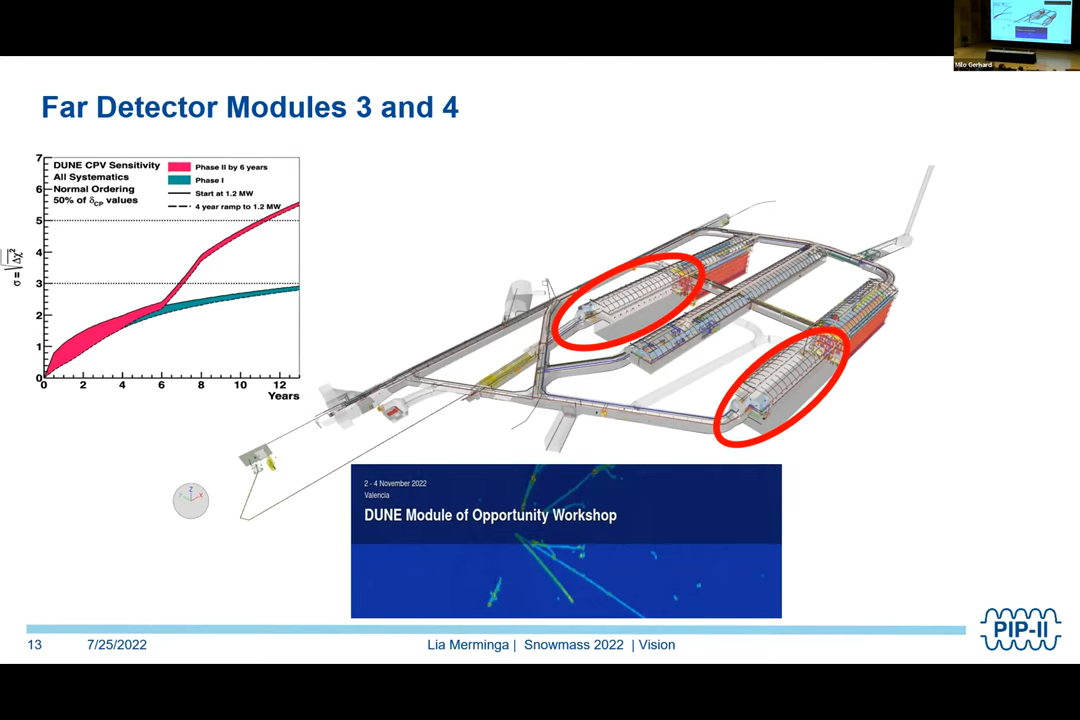 Milo Gerhard
Far Detector Modules 3 and 4
DUNE CPV Sensitivity
All Systematics
Normal Ordering
50% of δCP values
Phase II by 6 years
Phase I
Start at 1.2 MW
4 year ramp to 1.2 MW
7
6
5
4
3
2
1
0
σ = √Δχ²
0 2 4 6 8 10 12
Years
Z
Y X
2 - 4 November 2022
Valencia
DUNE Module of Opportunity Workshop
13
7/25/2022
Lia Merminga | Snowmass 2022 | Vision
PIP-II